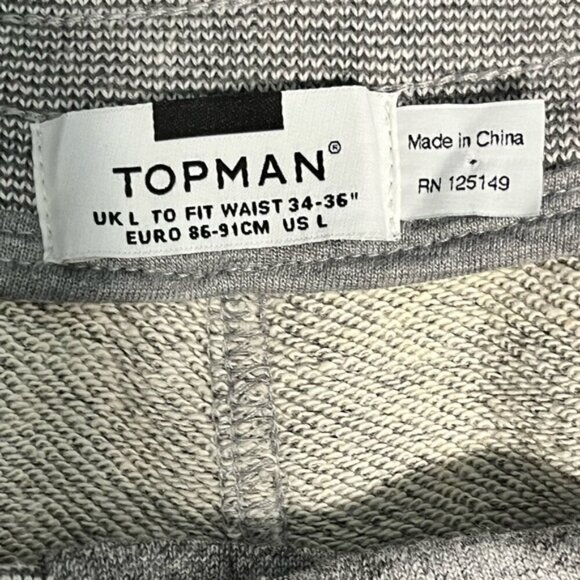 TOPMAN®
UK L TO FIT WAIST 34-36"
EURO 86-91CM US L
Made in China
RN 125149